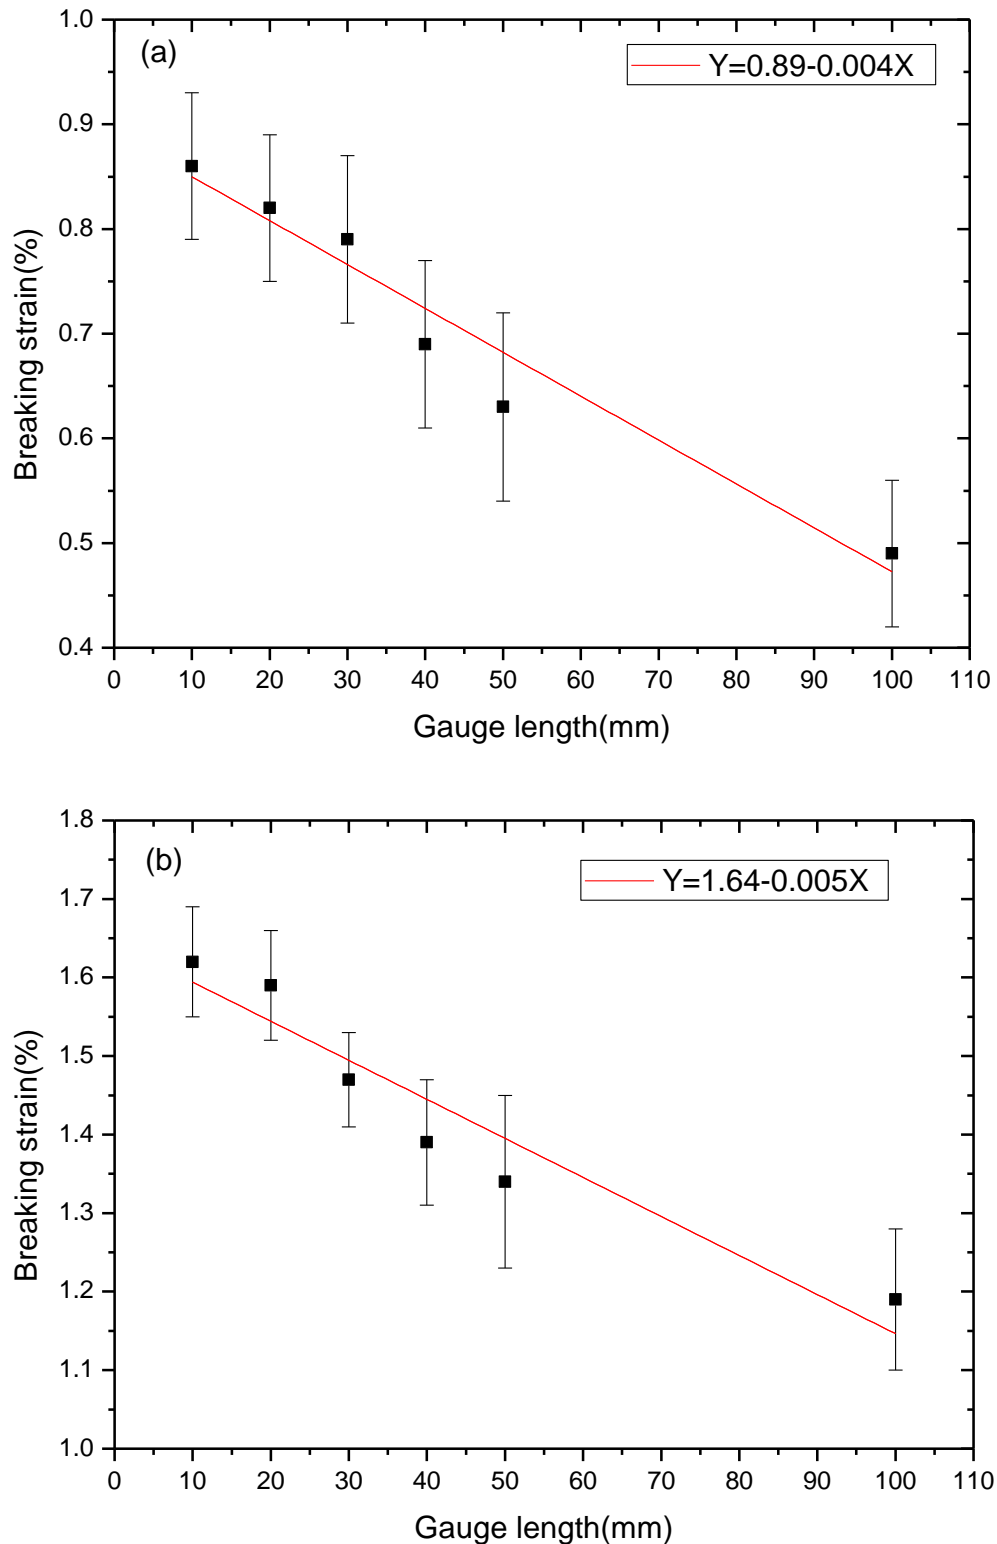 (a)
Y=0.89-0.004X
1.0
0.9
0.8
0.7
0.6
0.5
0.4
Breaking strain(%)
0 10 20 30 40 50 60 70 80 90 100 110
Gauge length(mm)
(b)
Y=1.64-0.005X
1.8
1.7
1.6
1.5
1.4
1.3
1.2
1.1
1.0
Breaking strain(%)
0 10 20 30 40 50 60 70 80 90 100 110
Gauge length(mm)